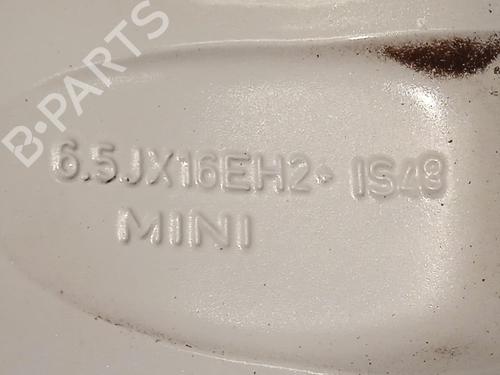 B-PARTS
6.5JX16EH2+ IS48
MINI